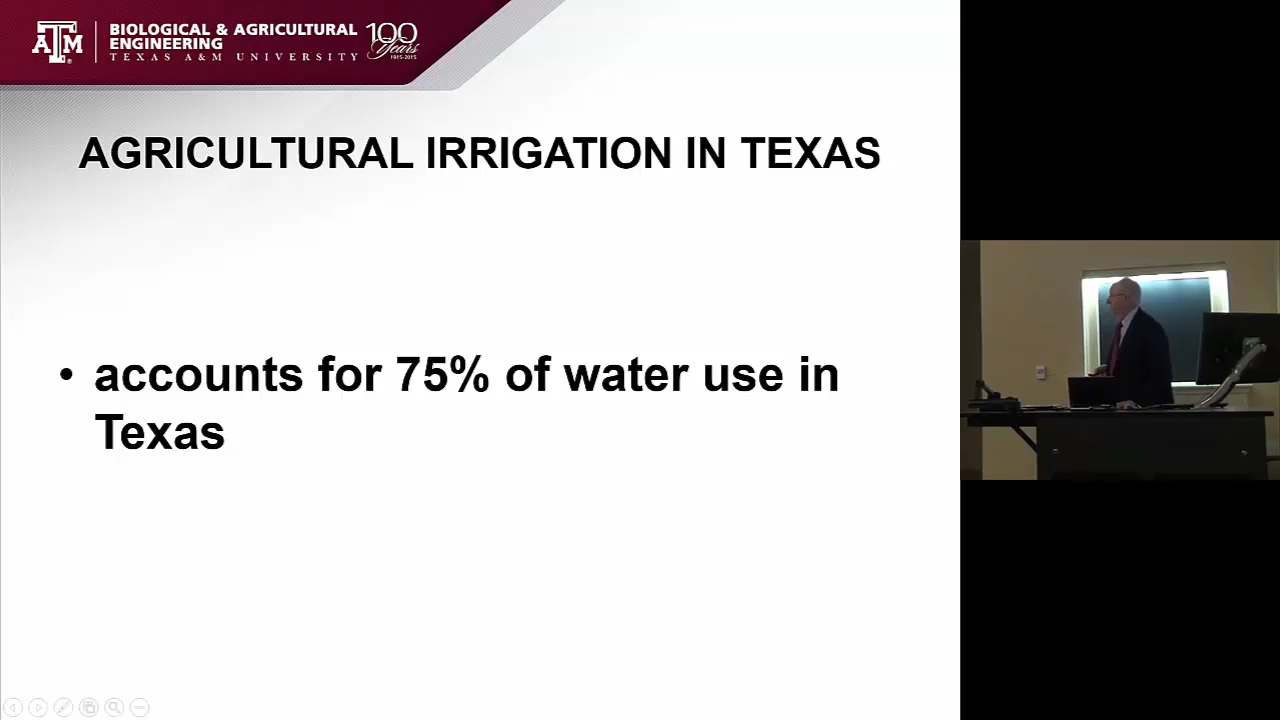 ĀTM
BIOLOGICAL & AGRICULTURAL
ENGINEERING
TEXAS A&M UNIVERSITY
100
Years
1915-2015
AGRICULTURAL IRRIGATION IN TEXAS
• accounts for 75% of water use in
Texas